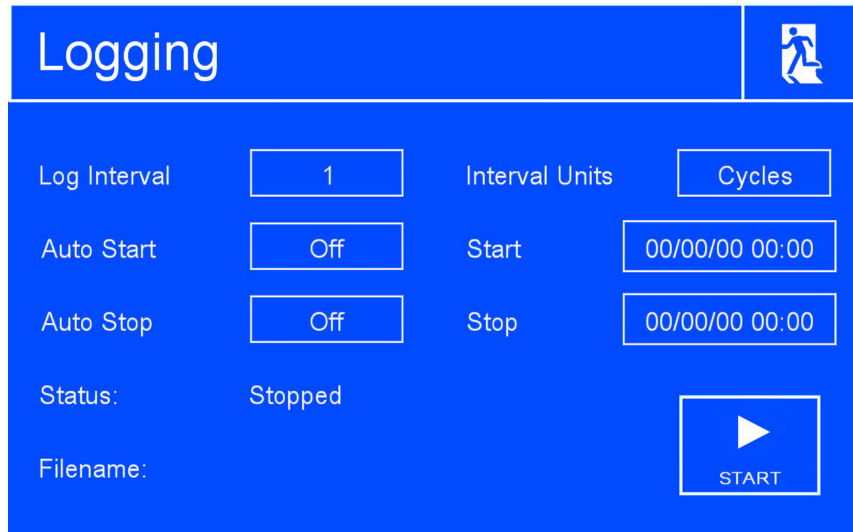 Logging
Log Interval 1 Interval Units Cycles
Auto Start Off Start 00/00/00 00:00
Auto Stop Off Stop 00/00/00 00:00
Status: Stopped
Filename:
START